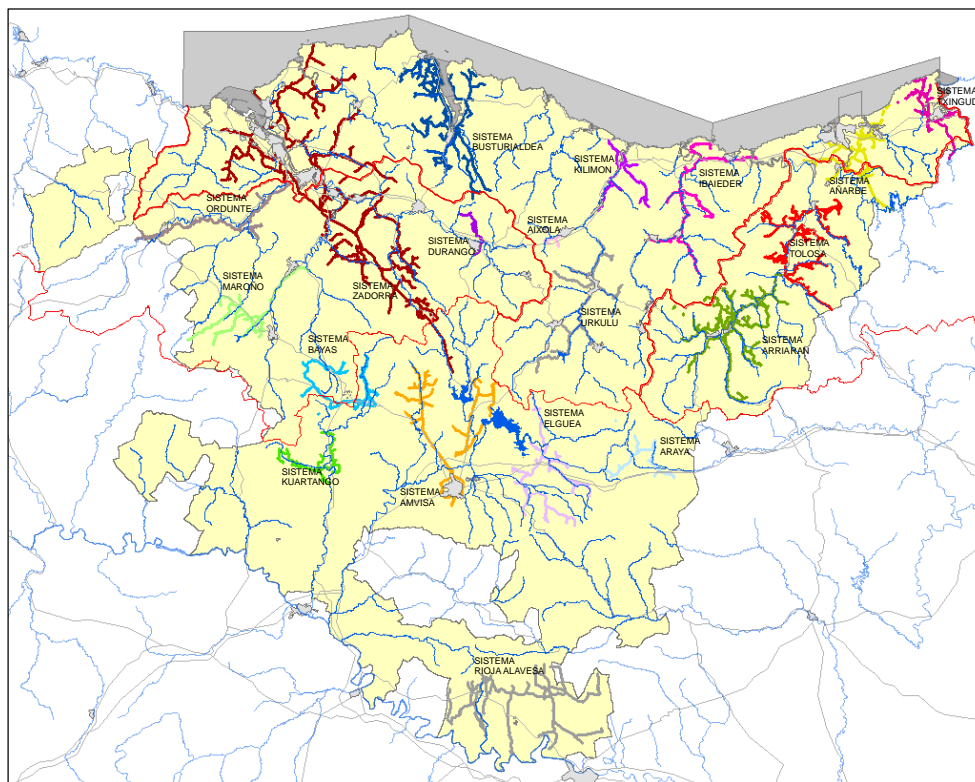 SISTEMA
TXINGUDI
SISTEMA
BUSTURIALDEA
SISTEMA
KILIMON
SISTEMA
IBAIEDER
SISTEMA
AÑARBE
SISTEMA
ORDUNTE
SISTEMA
AIXOLA
SISTEMA
DURANGO
SISTEMA
TOLOSA
SISTEMA
MAROÑO
SISTEMA
ZADORRA
SISTEMA
URKULU
SISTEMA
BAYAS
SISTEMA
ARRIARAN
SISTEMA
ELGUEA
SISTEMA
ARAYA
SISTEMA
KUARTANGO
SISTEMA
AMVISA
SISTEMA
RIOJA ALAVESA